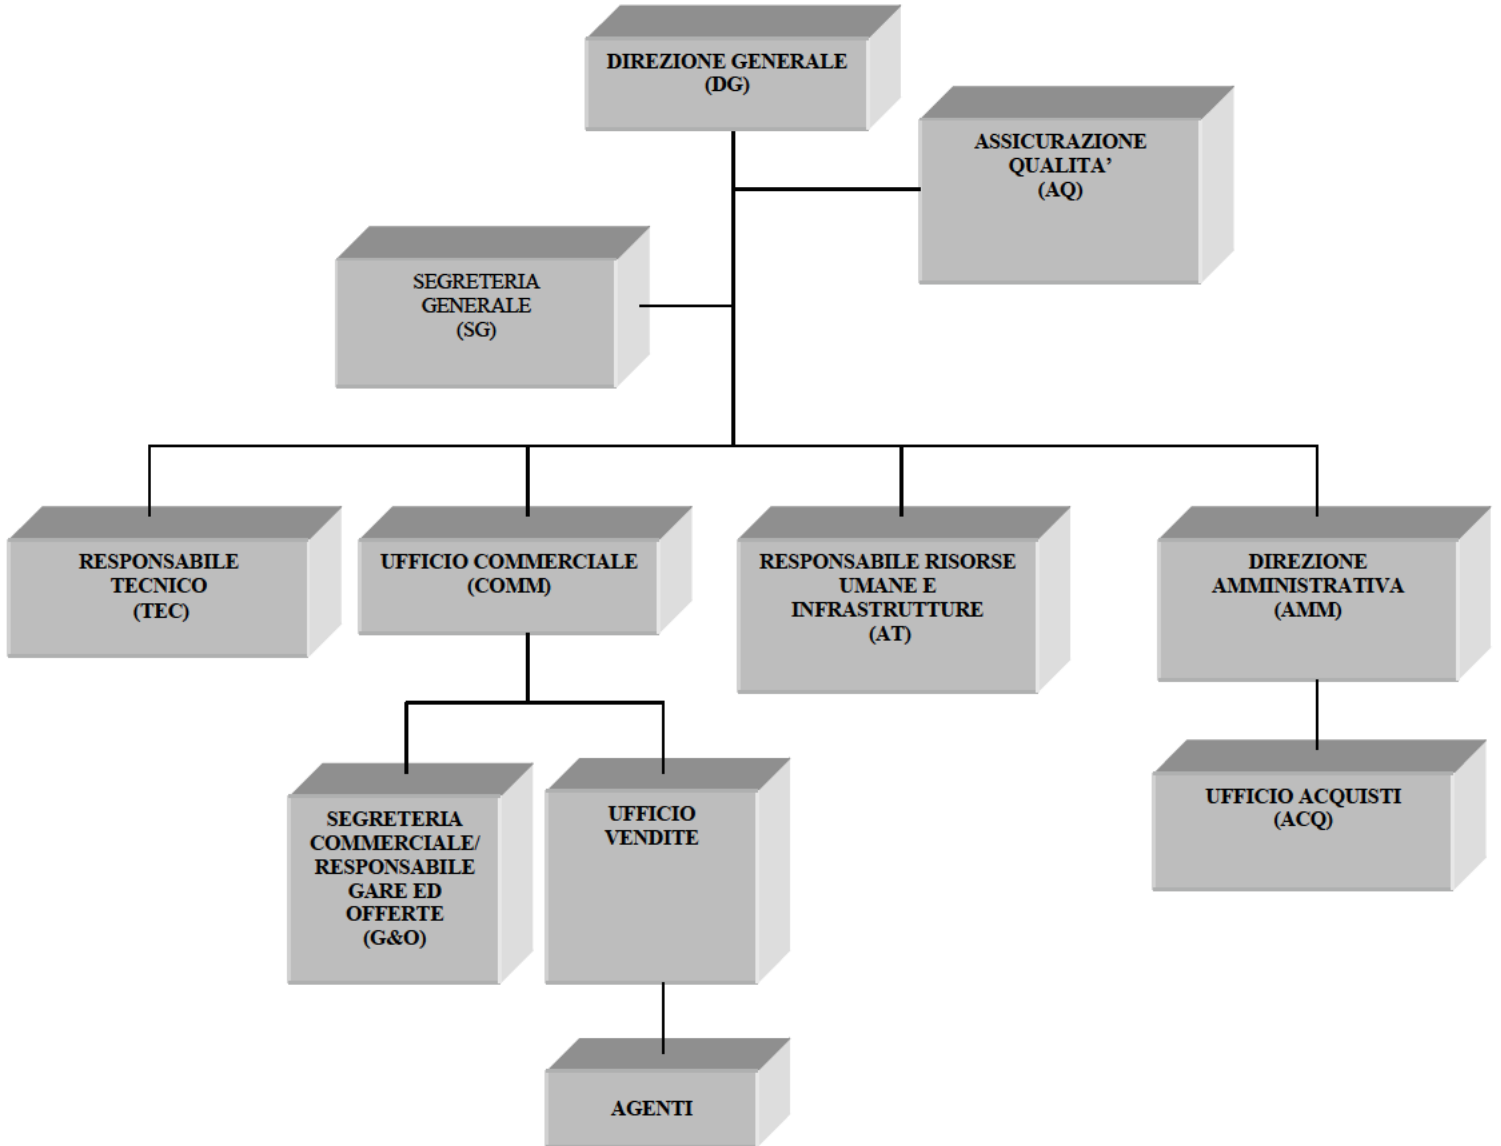 DIREZIONE GENERALE
(DG)
ASSICURAZIONE
QUALITA’
(AQ)
SEGRETERIA
GENERALE
(SG)
RESPONSABILE
TECNICO
(TEC)
UFFICIO COMMERCIALE
(COMM)
RESPONSABILE RISORSE
UMANE E
INFRASTRUTTURE
(AT)
DIREZIONE
AMMINISTRATIVA
(AMM)
SEGRETERIA
COMMERCIALE/
RESPONSABILE
GARE ED
OFFERTE
(G&O)
UFFICIO
VENDITE
UFFICIO ACQUISTI
(ACQ)
AGENTI